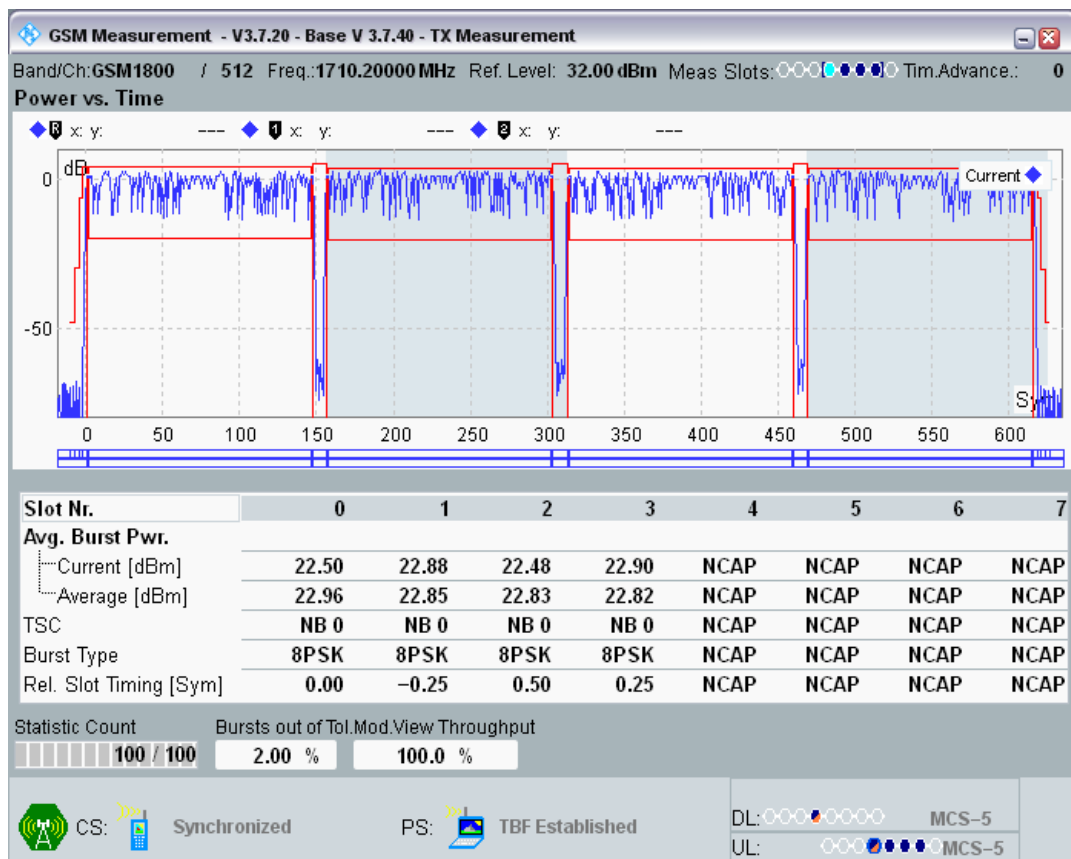 GSM Measurement - V3.7.20 - Base V 3.7.40 - TX Measurement
Band/Ch:GSM1800 / 512 Freq.:1710.20000 MHz Ref. Level: 32.00 dBm Meas Slots: Tim.Advance.: 0
Power vs. Time
R x: y: --- 1 x: y: --- 2 x: y: ---
dB
0
Current
-50
0 50 100 150 200 250 300 350 400 450 500 550 600
Slot Nr. 0 1 2 3 4 5 6 7
Avg. Burst Pwr.
Current [dBm] 22.50 22.88 22.48 22.90 NCAP NCAP NCAP NCAP
Average [dBm] 22.96 22.85 22.83 22.82 NCAP NCAP NCAP NCAP
TSC NB 0 NB 0 NB 0 NB 0 NCAP NCAP NCAP NCAP
Burst Type 8PSK 8PSK 8PSK 8PSK NCAP NCAP NCAP NCAP
Rel. Slot Timing [Sym] 0.00 −0.25 0.50 0.25 NCAP NCAP NCAP NCAP
Statistic Count Bursts out of Tol. Mod.View Throughput
100 / 100 2.00 % 100.0 %
CS: Synchronized PS: TBF Established
DL: MCS−5
UL: MCS−5